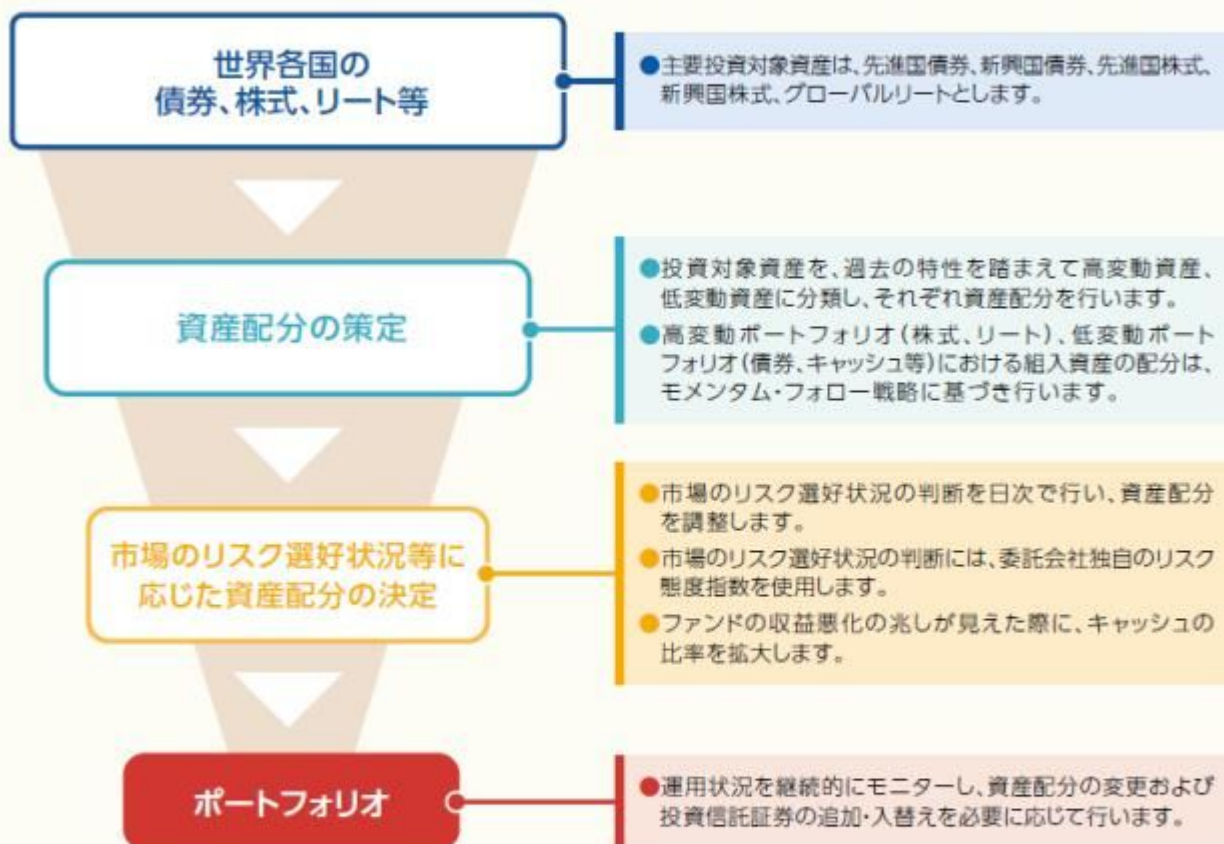 世界各国の
債券、株式、リート等
●主要投資対象資産は、先進国債券、新興国債券、先進国株式、
新興国株式、グローバルリートとします。
資産配分の策定
●投資対象資産を、過去の特性を踏まえて高変動資産、
低変動資産に分類し、それぞれ資産配分を行います。
●高変動ポートフォリオ(株式、リート)、低変動ポート
フォリオ(債券、キャッシュ等)における組入資産の配分は、
モメンタム・フォロー戦略に基づき行います。
市場のリスク選好状況等に
応じた資産配分の決定
●市場のリスク選好状況の判断を日次で行い、資産配分
を調整します。
●市場のリスク選好状況の判断には、委託会社独自のリスク
態度指数を使用します。
●ファンドの収益悪化の兆しが見えた際に、キャッシュの
比率を拡大します。
ポートフォリオ
●運用状況を継続的にモニターし、資産配分の変更および
投資信託証券の追加・入替えを必要に応じて行います。